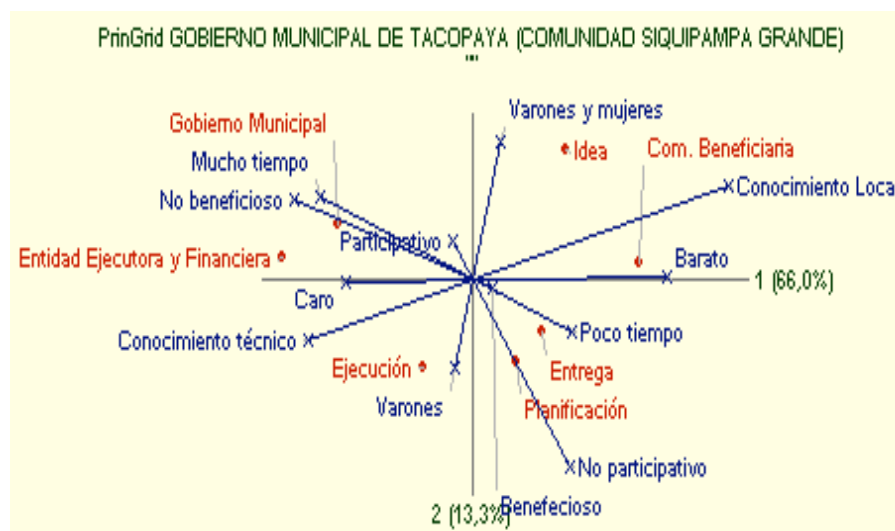 PrinGrid GOBIERNO MUNICIPAL DE TACOPAYA (COMUNIDAD SIQUIPAMPA GRANDE)
""
Varones y mujeres
Gobierno Municipal
Idea
Com. Beneficiaria
Mucho tiempo
Conocimiento Loca
No beneficioso
Participativo
Entidad Ejecutora y Financiera
Barato
1 (66,0%)
Caro
Poco tiempo
Conocimiento técnico
Ejecución
Entrega
Varones
Planificación
No participativo
Benefecioso
2 (13,3%)